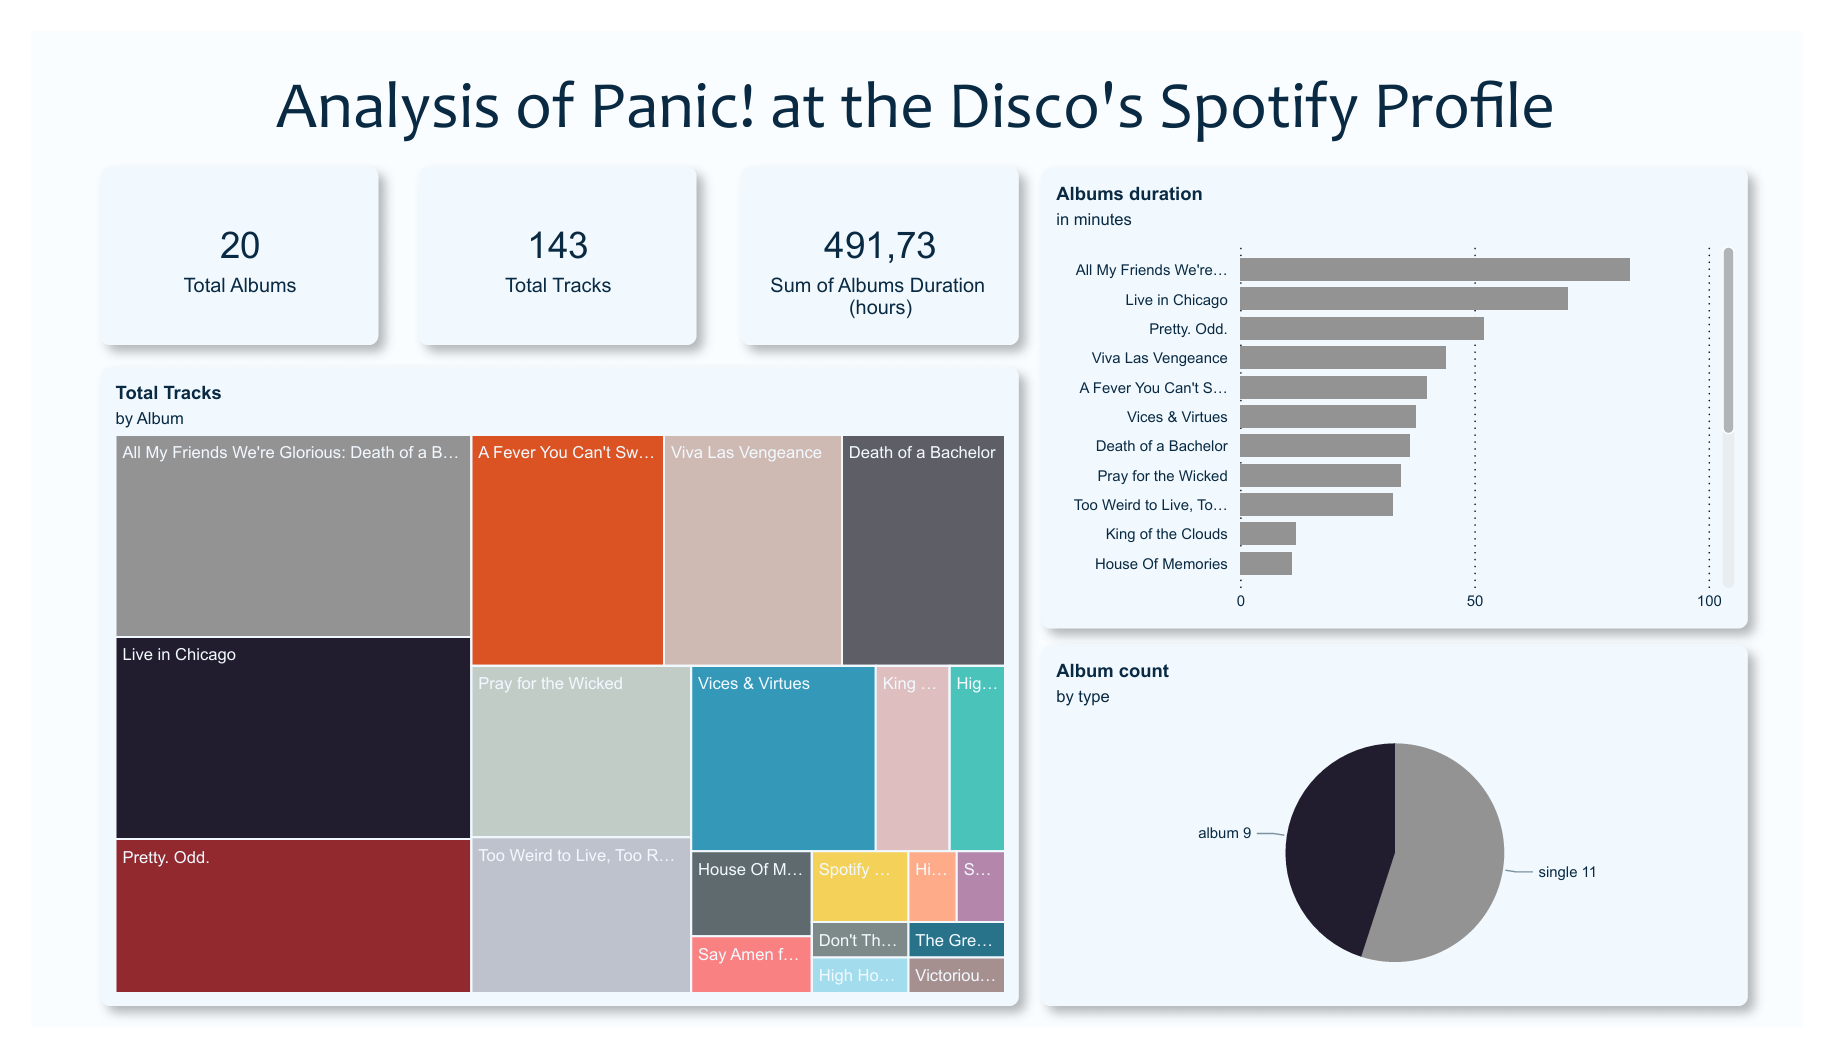 Analysis of Panic! at the Disco's Spotify Profile
20
Total Albums
143
Total Tracks
491,73
Sum of Albums Duration
(hours)
Albums duration
in minutes
All My Friends We're…
Live in Chicago
Pretty. Odd.
Viva Las Vengeance
A Fever You Can't S…
Vices & Virtues
Death of a Bachelor
Pray for the Wicked
Too Weird to Live, To…
King of the Clouds
House Of Memories
0 50 100
Total Tracks
by Album
All My Friends We're Glorious: Death of a B…
A Fever You Can't Sw…
Viva Las Vengeance
Death of a Bachelor
Live in Chicago
Pray for the Wicked
Vices & Virtues
King …
Hig…
Pretty. Odd.
Too Weird to Live, Too R…
House Of M…
Spotify …
Hi…
S…
Don't Th…
The Gre…
Say Amen f…
High Ho…
Victoriou…
Album count
by type
album 9
single 11